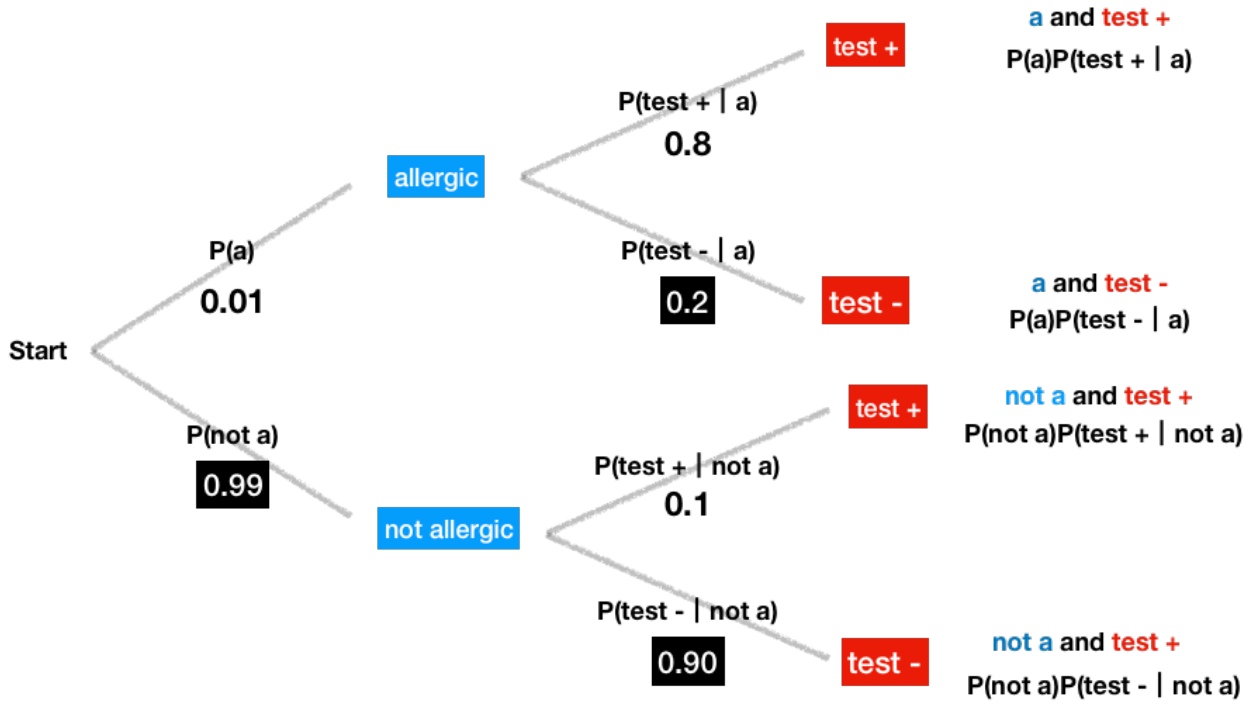 a and test +
test +
P(a)P(test + | a)
P(test + | a)
0.8
allergic
P(a)
0.01
P(test - | a)
0.2
test -
a and test -
P(a)P(test - | a)
Start
P(not a)
0.99
not allergic
test +
not a and test +
P(not a)P(test + | not a)
P(test + | not a)
0.1
P(test - | not a)
0.90
test -
not a and test +
P(not a)P(test - | not a)